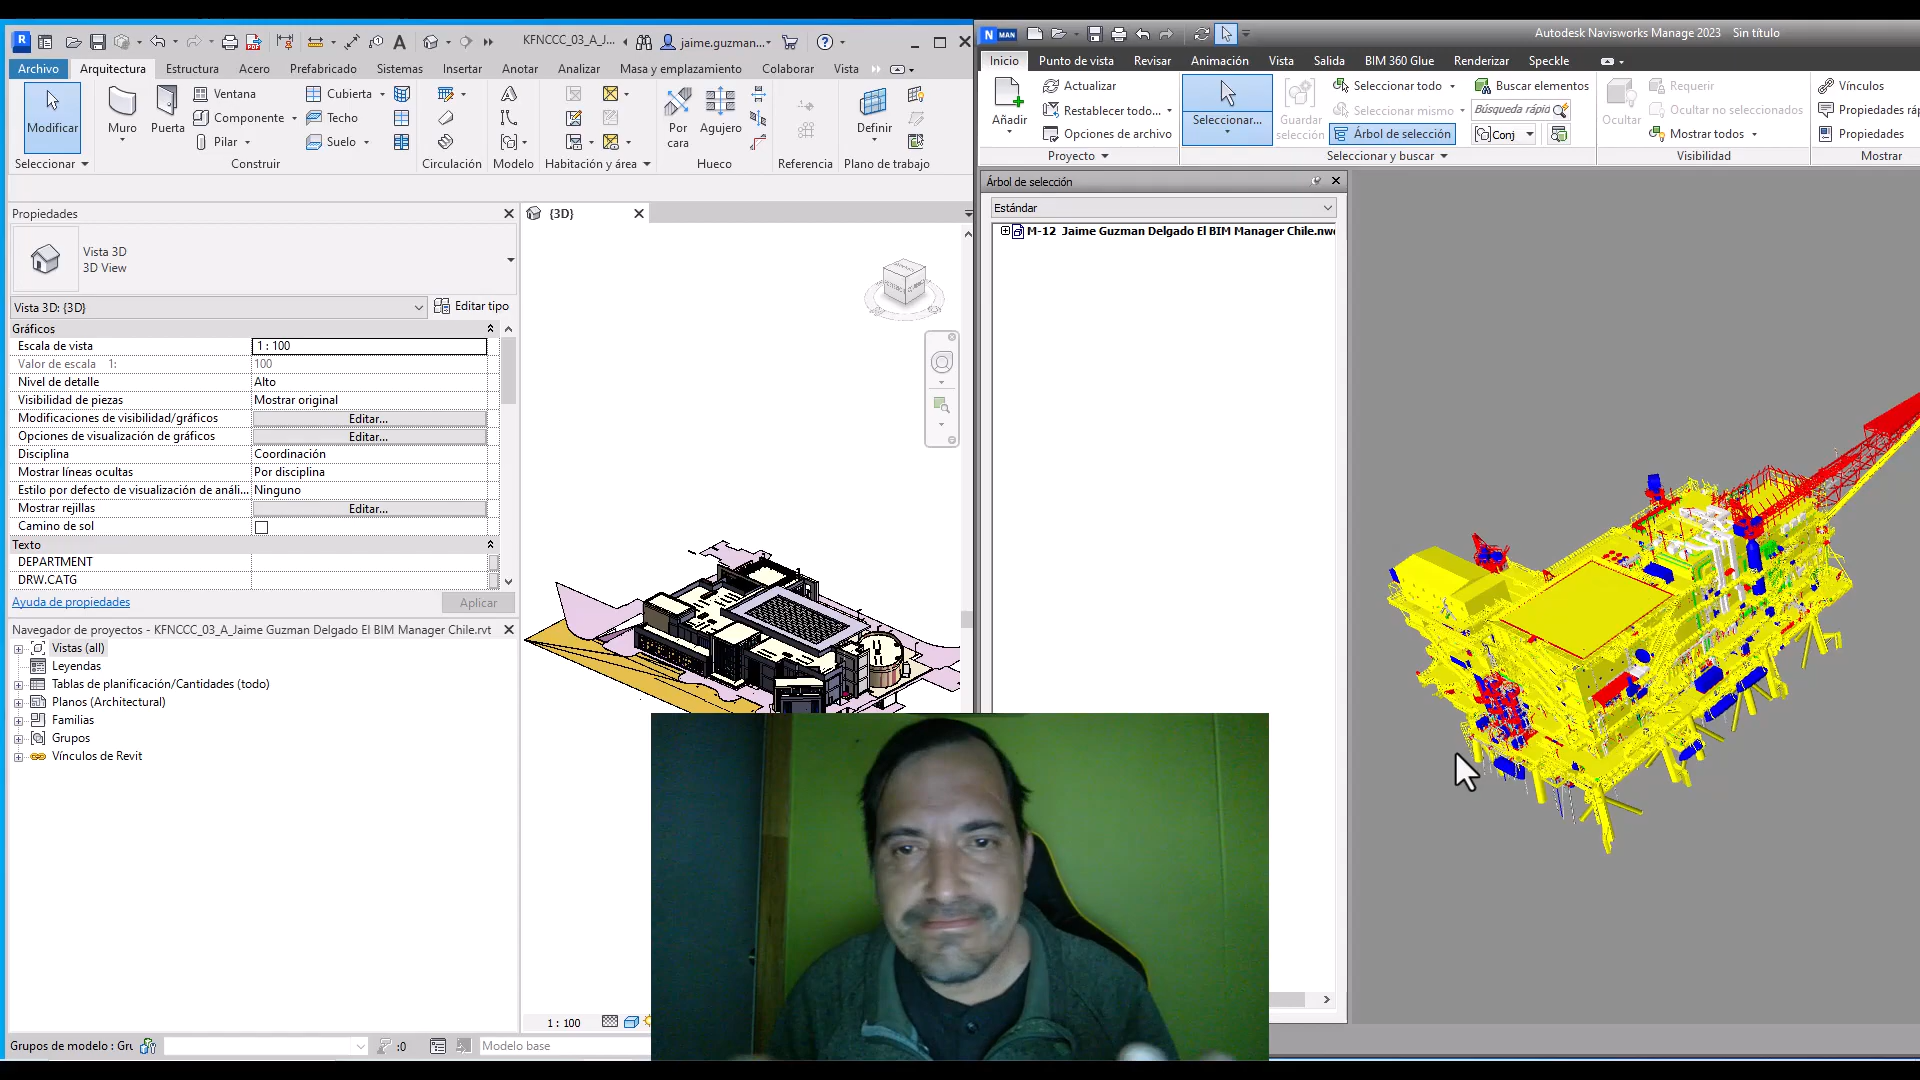 KFNCCC_03_A_J...
jaime.guzman...
Archivo Arquitectura Estructura Acero Prefabricado Sistemas Insertar Anotar Analizar Masa y emplazamiento Colaborar Vista
Modificar
Muro
Puerta
Ventana
Componente
Pilar
Cubierta
Techo
Suelo
Por cara
Agujero
Definir
Seleccionar Construir Circulación Modelo Habitación y área Hueco Referencia Plano de trabajo
Propiedades
{3D}
Vista 3D
3D View
Vista 3D: {3D} Editar tipo
Gráficos
Escala de vista 1 : 100
Valor de escala 1: 100
Nivel de detalle Alto
Visibilidad de piezas Mostrar original
Modificaciones de visibilidad/gráficos Editar...
Opciones de visualización de gráficos Editar...
Disciplina Coordinación
Mostrar líneas ocultas Por disciplina
Estilo por defecto de visualización de análi... Ninguno
Mostrar rejillas Editar...
Camino de sol
Texto
DEPARTMENT
DRW.CATG
Ayuda de propiedades Aplicar
Navegador de proyectos - KFNCCC_03_A_Jaime Guzman Delgado El BIM Manager Chile.rvt
Vistas (all)
Leyendas
Tablas de planificación/Cantidades (todo)
Planos (Architectural)
Familias
Grupos
Vínculos de Revit
1 : 100
Grupos de modelo : Gru :0 Modelo base
N MAN Autodesk Navisworks Manage 2023 Sin título
Inicio Punto de vista Revisar Animación Vista Salida BIM 360 Glue Renderizar Speckle
Añadir
Actualizar
Restablecer todo...
Opciones de archivo
Proyecto
Seleccionar...
Guardar selección
Seleccionar todo
Seleccionar mismo
Árbol de selección
Buscar elementos
Búsqueda rápid
Conj
Seleccionar y buscar
Ocultar
Requerir
Ocultar no seleccionados
Mostrar todos
Visibilidad
Vínculos
Propiedades ráp
Propiedades
Mostrar
Árbol de selección
Estándar
M-12 Jaime Guzman Delgado El BIM Manager Chile.nw